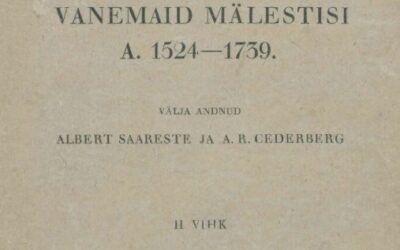 VANEMAID MÄLESTISI
A. 1524—1739.
VÄLJA ANDNUD
ALBERT SAARESTE JA A. R. CEDERBERG
II VIHK